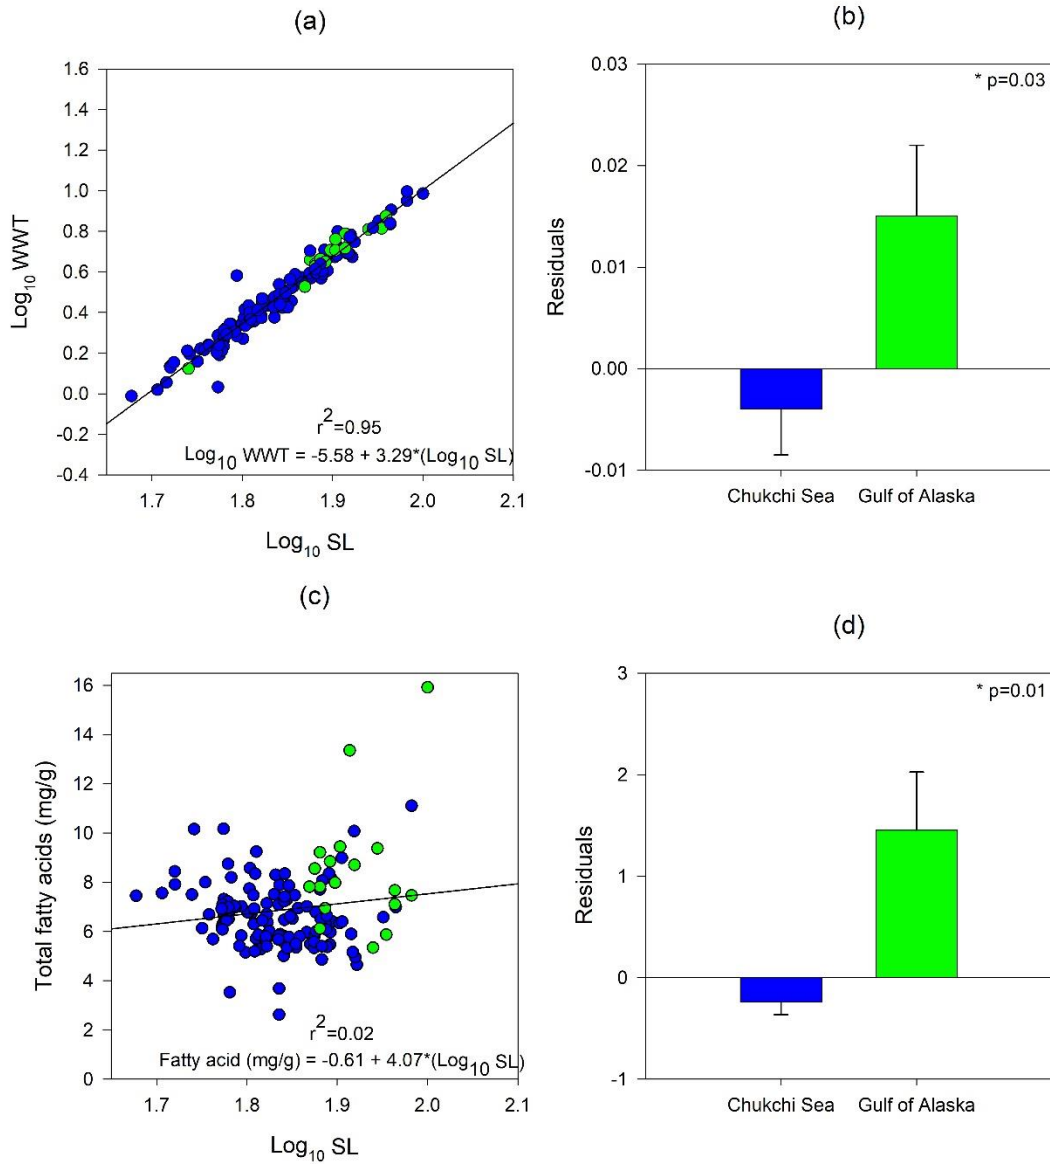 (a)
1.6
1.4
1.2
1.0
0.8
0.6
0.4
0.2
0.0
-0.2
-0.4
Log10 WWT
r2=0.95
Log10 WWT = -5.58 + 3.29*(Log10 SL)
1.7 1.8 1.9 2.0 2.1
Log10 SL
(b)
* p=0.03
0.03
0.02
0.01
0.00
-0.01
Residuals
Chukchi Sea Gulf of Alaska
(c)
16
14
12
10
8
6
4
2
0
Total fatty acids (mg/g)
r2=0.02
Fatty acid (mg/g) = -0.61 + 4.07*(Log10 SL)
1.7 1.8 1.9 2.0 2.1
Log10 SL
(d)
* p=0.01
3
2
1
0
-1
Residuals
Chukchi Sea Gulf of Alaska